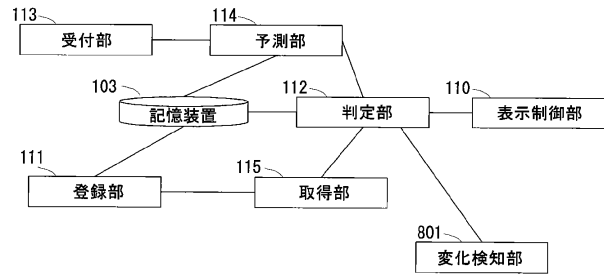 113
受付部
114
予測部
103
記憶装置
112
判定部
110
表示制御部
111
登録部
115
取得部
801
変化検知部